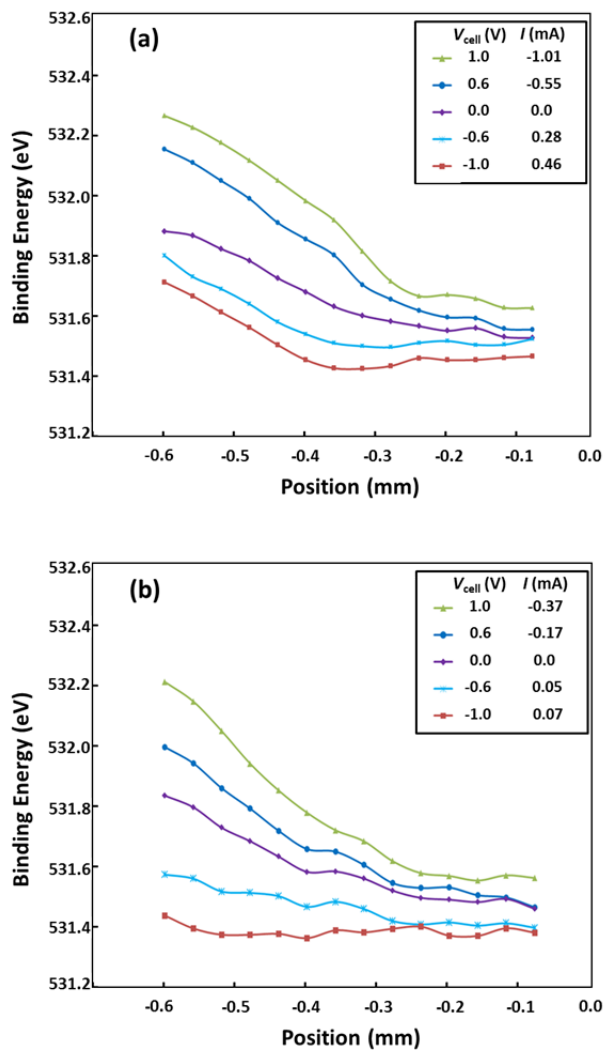 (a)
V_cell (V) I (mA)
1.0 -1.01
0.6 -0.55
0.0 0.0
-0.6 0.28
-1.0 0.46
532.6
532.4
532.2
532.0
531.8
531.6
531.4
531.2
Binding Energy (eV)
-0.6 -0.5 -0.4 -0.3 -0.2 -0.1 0.0
Position (mm)
(b)
V_cell (V) I (mA)
1.0 -0.37
0.6 -0.17
0.0 0.0
-0.6 0.05
-1.0 0.07
532.6
532.4
532.2
532.0
531.8
531.6
531.4
531.2
Binding Energy (eV)
-0.6 -0.5 -0.4 -0.3 -0.2 -0.1 0.0
Position (mm)